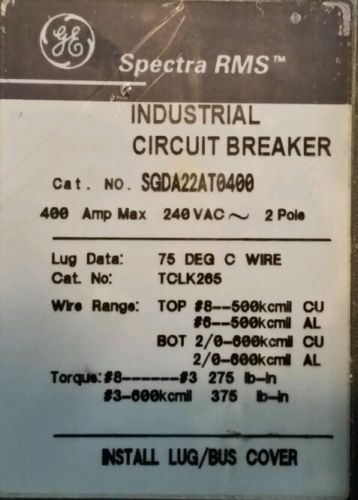 GE
Spectra RMS™
INDUSTRIAL
CIRCUIT BREAKER
Cat. NO. SGDA22AT0400
400 Amp Max 240 VAC ~ 2 Pole
Lug Data: 75 DEG C WIRE
Cat. No: TCLK265
Wire Range: TOP #8--500kcmil CU
#6--500kcmil AL
BOT 2/0-600kcmil CU
2/0-600kcmil AL
Torque:#8------#3 275 lb-in
#3-600kcmil 375 lb-in
INSTALL LUG/BUS COVER